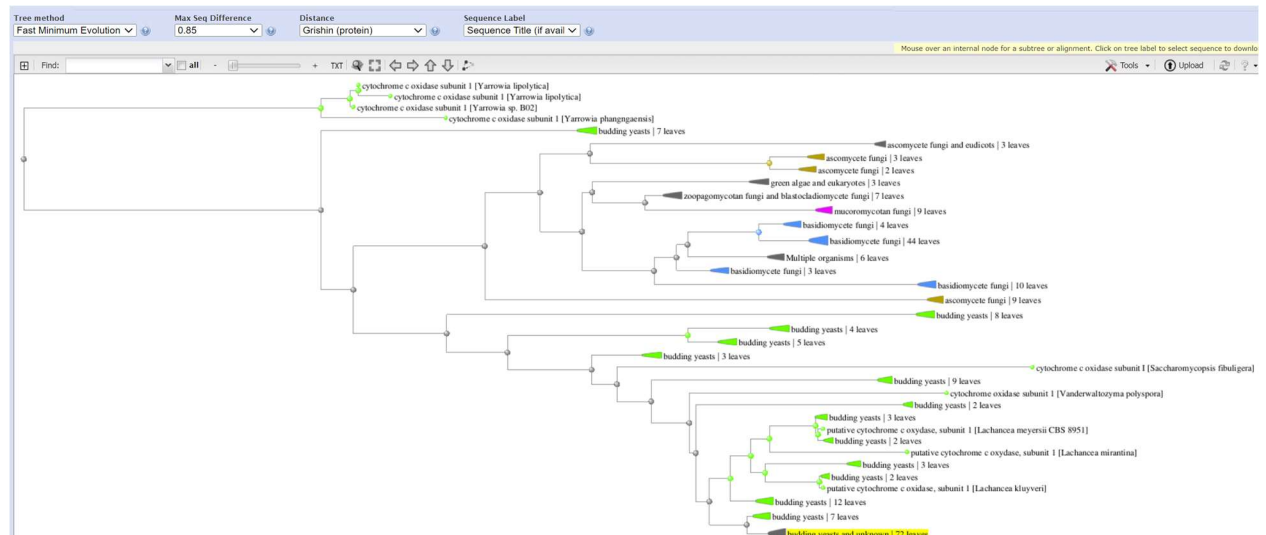 Tree method Max Seq Difference Distance Sequence Label
Fast Minimum Evolution 0.85 Grishin (protein) Sequence Title (if avail
Mouse over an internal node for a subtree or alignment. Click on tree label to select sequence to downlo
Find: all - + TXT Tools Upload
cytochrome c oxidase subunit 1 [Yarrowia lipolytica]
cytochrome c oxidase subunit 1 [Yarrowia lipolytica]
cytochrome c oxidase subunit 1 [Yarrowia sp. B02]
cytochrome c oxidase subunit 1 [Yarrowia phangngaensis]
budding yeasts | 7 leaves
ascomycete fungi and eudicots | 3 leaves
ascomycete fungi | 3 leaves
ascomycete fungi | 2 leaves
green algae and eukaryotes | 3 leaves
zoopagomycotan fungi and blastocladiomycete fungi | 7 leaves
mucoromycotan fungi | 9 leaves
basidiomycete fungi | 4 leaves
basidiomycete fungi | 44 leaves
Multiple organisms | 6 leaves
basidiomycete fungi | 3 leaves
basidiomycete fungi | 10 leaves
ascomycete fungi | 9 leaves
budding yeasts | 8 leaves
budding yeasts | 4 leaves
budding yeasts | 5 leaves
budding yeasts | 3 leaves
cytochrome c oxidase subunit I [Saccharomycopsis fibuligera]
budding yeasts | 9 leaves
cytochrome oxidase subunit 1 [Vanderwaltozyma polyspora]
budding yeasts | 2 leaves
budding yeasts | 3 leaves
putative cytochrome c oxydase, subunit 1 [Lachancea meyersii CBS 8951]
budding yeasts | 2 leaves
putative cytochrome c oxydase, subunit 1 [Lachancea mirantina]
budding yeasts | 3 leaves
budding yeasts | 2 leaves
putative cytochrome c oxidase, subunit 1 [Lachancea kluyveri]
budding yeasts | 12 leaves
budding yeasts | 7 leaves
budding yeasts and unknown | 72 leaves